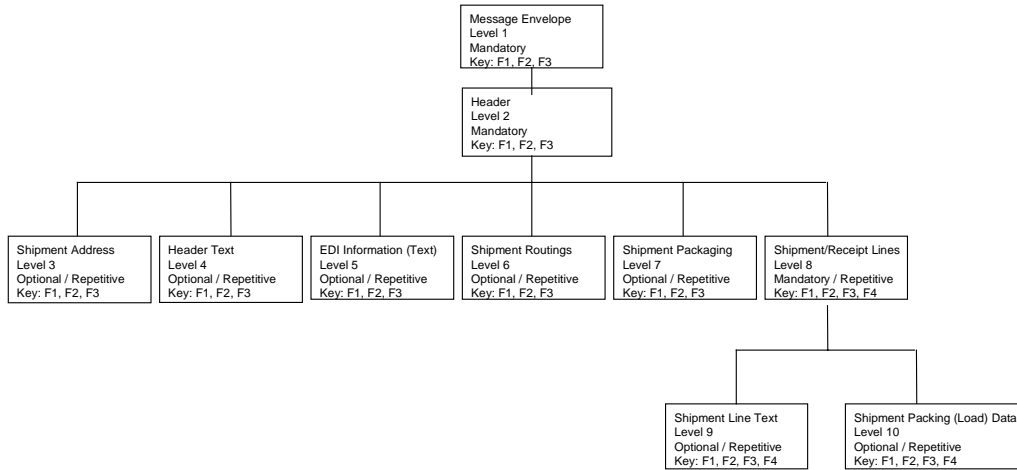 Message Envelope
Level 1
Mandatory
Key: F1, F2, F3
Header
Level 2
Mandatory
Key: F1, F2, F3
Shipment Address
Level 3
Optional / Repetitive
Key: F1, F2, F3
Header Text
Level 4
Optional / Repetitive
Key: F1, F2, F3
EDI Information (Text)
Level 5
Optional / Repetitive
Key: F1, F2, F3
Shipment Routings
Level 6
Optional / Repetitive
Key: F1, F2, F3
Shipment Packaging
Level 7
Optional / Repetitive
Key: F1, F2, F3
Shipment/Receipt Lines
Level 8
Mandatory / Repetitive
Key: F1, F2, F3, F4
Shipment Line Text
Level 9
Optional / Repetitive
Key: F1, F2, F3, F4
Shipment Packing (Load) Data
Level 10
Optional / Repetitive
Key: F1, F2, F3, F4